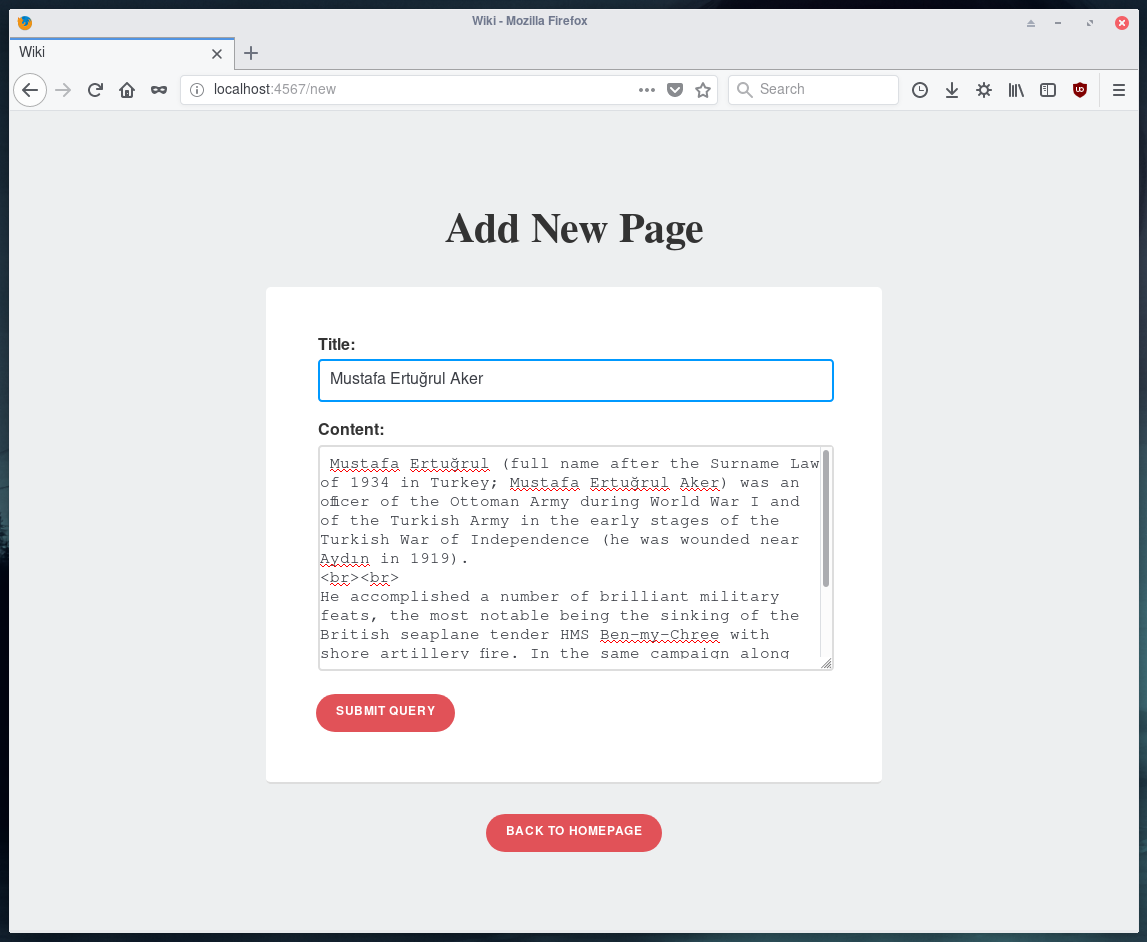 Wiki - Mozilla Firefox
Wiki
localhost:4567/new
Search
Add New Page
Title:
Mustafa Ertuğrul Aker
Content:
Mustafa Ertuğrul (full name after the Surname Law
of 1934 in Turkey; Mustafa Ertuğrul Aker) was an
officer of the Ottoman Army during World War I and
of the Turkish Army in the early stages of the
Turkish War of Independence (he was wounded near
Aydın in 1919).
<br><br>
He accomplished a number of brilliant military
feats, the most notable being the sinking of the
British seaplane tender HMS Ben-my-Chree with
shore artillery fire. In the same campaign along
SUBMIT QUERY
BACK TO HOMEPAGE